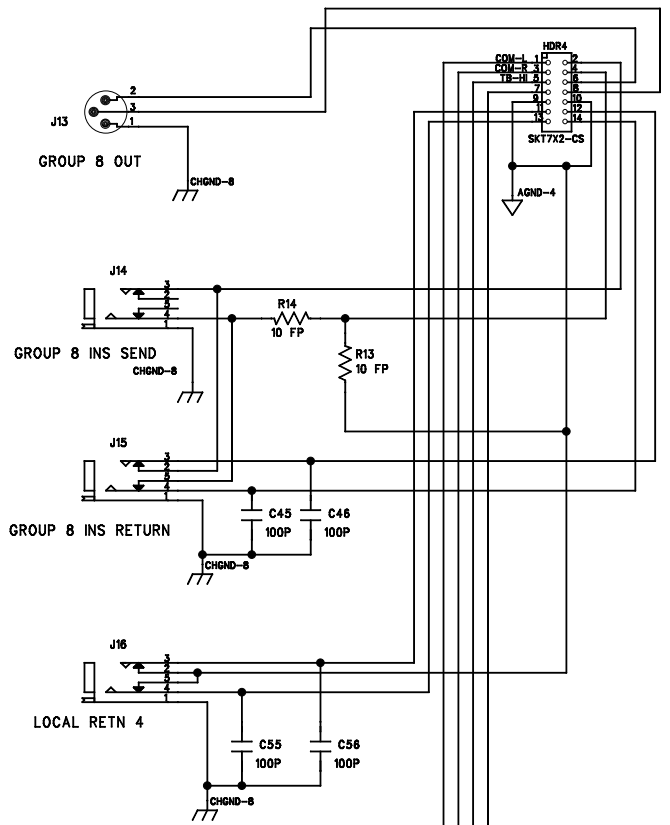 HDR4
COM-L 1 2
COM-R 3 4
TB-HI 5 6
7 8
9 10
11 12
13 14
SKT7X2-CS
2
3
1
J13
GROUP 8 OUT
CHGND-8
AGND-4
J14
3
2
5
4
1
R14
10 FP
R13
10 FP
GROUP 8 INS SEND
CHGND-8
J15
3
2
5
4
1
C45
100P
C46
100P
GROUP 8 INS RETURN
CHGND-8
J16
3
2
5
4
1
LOCAL RETN 4
C55
100P
C56
100P
CHGND-8